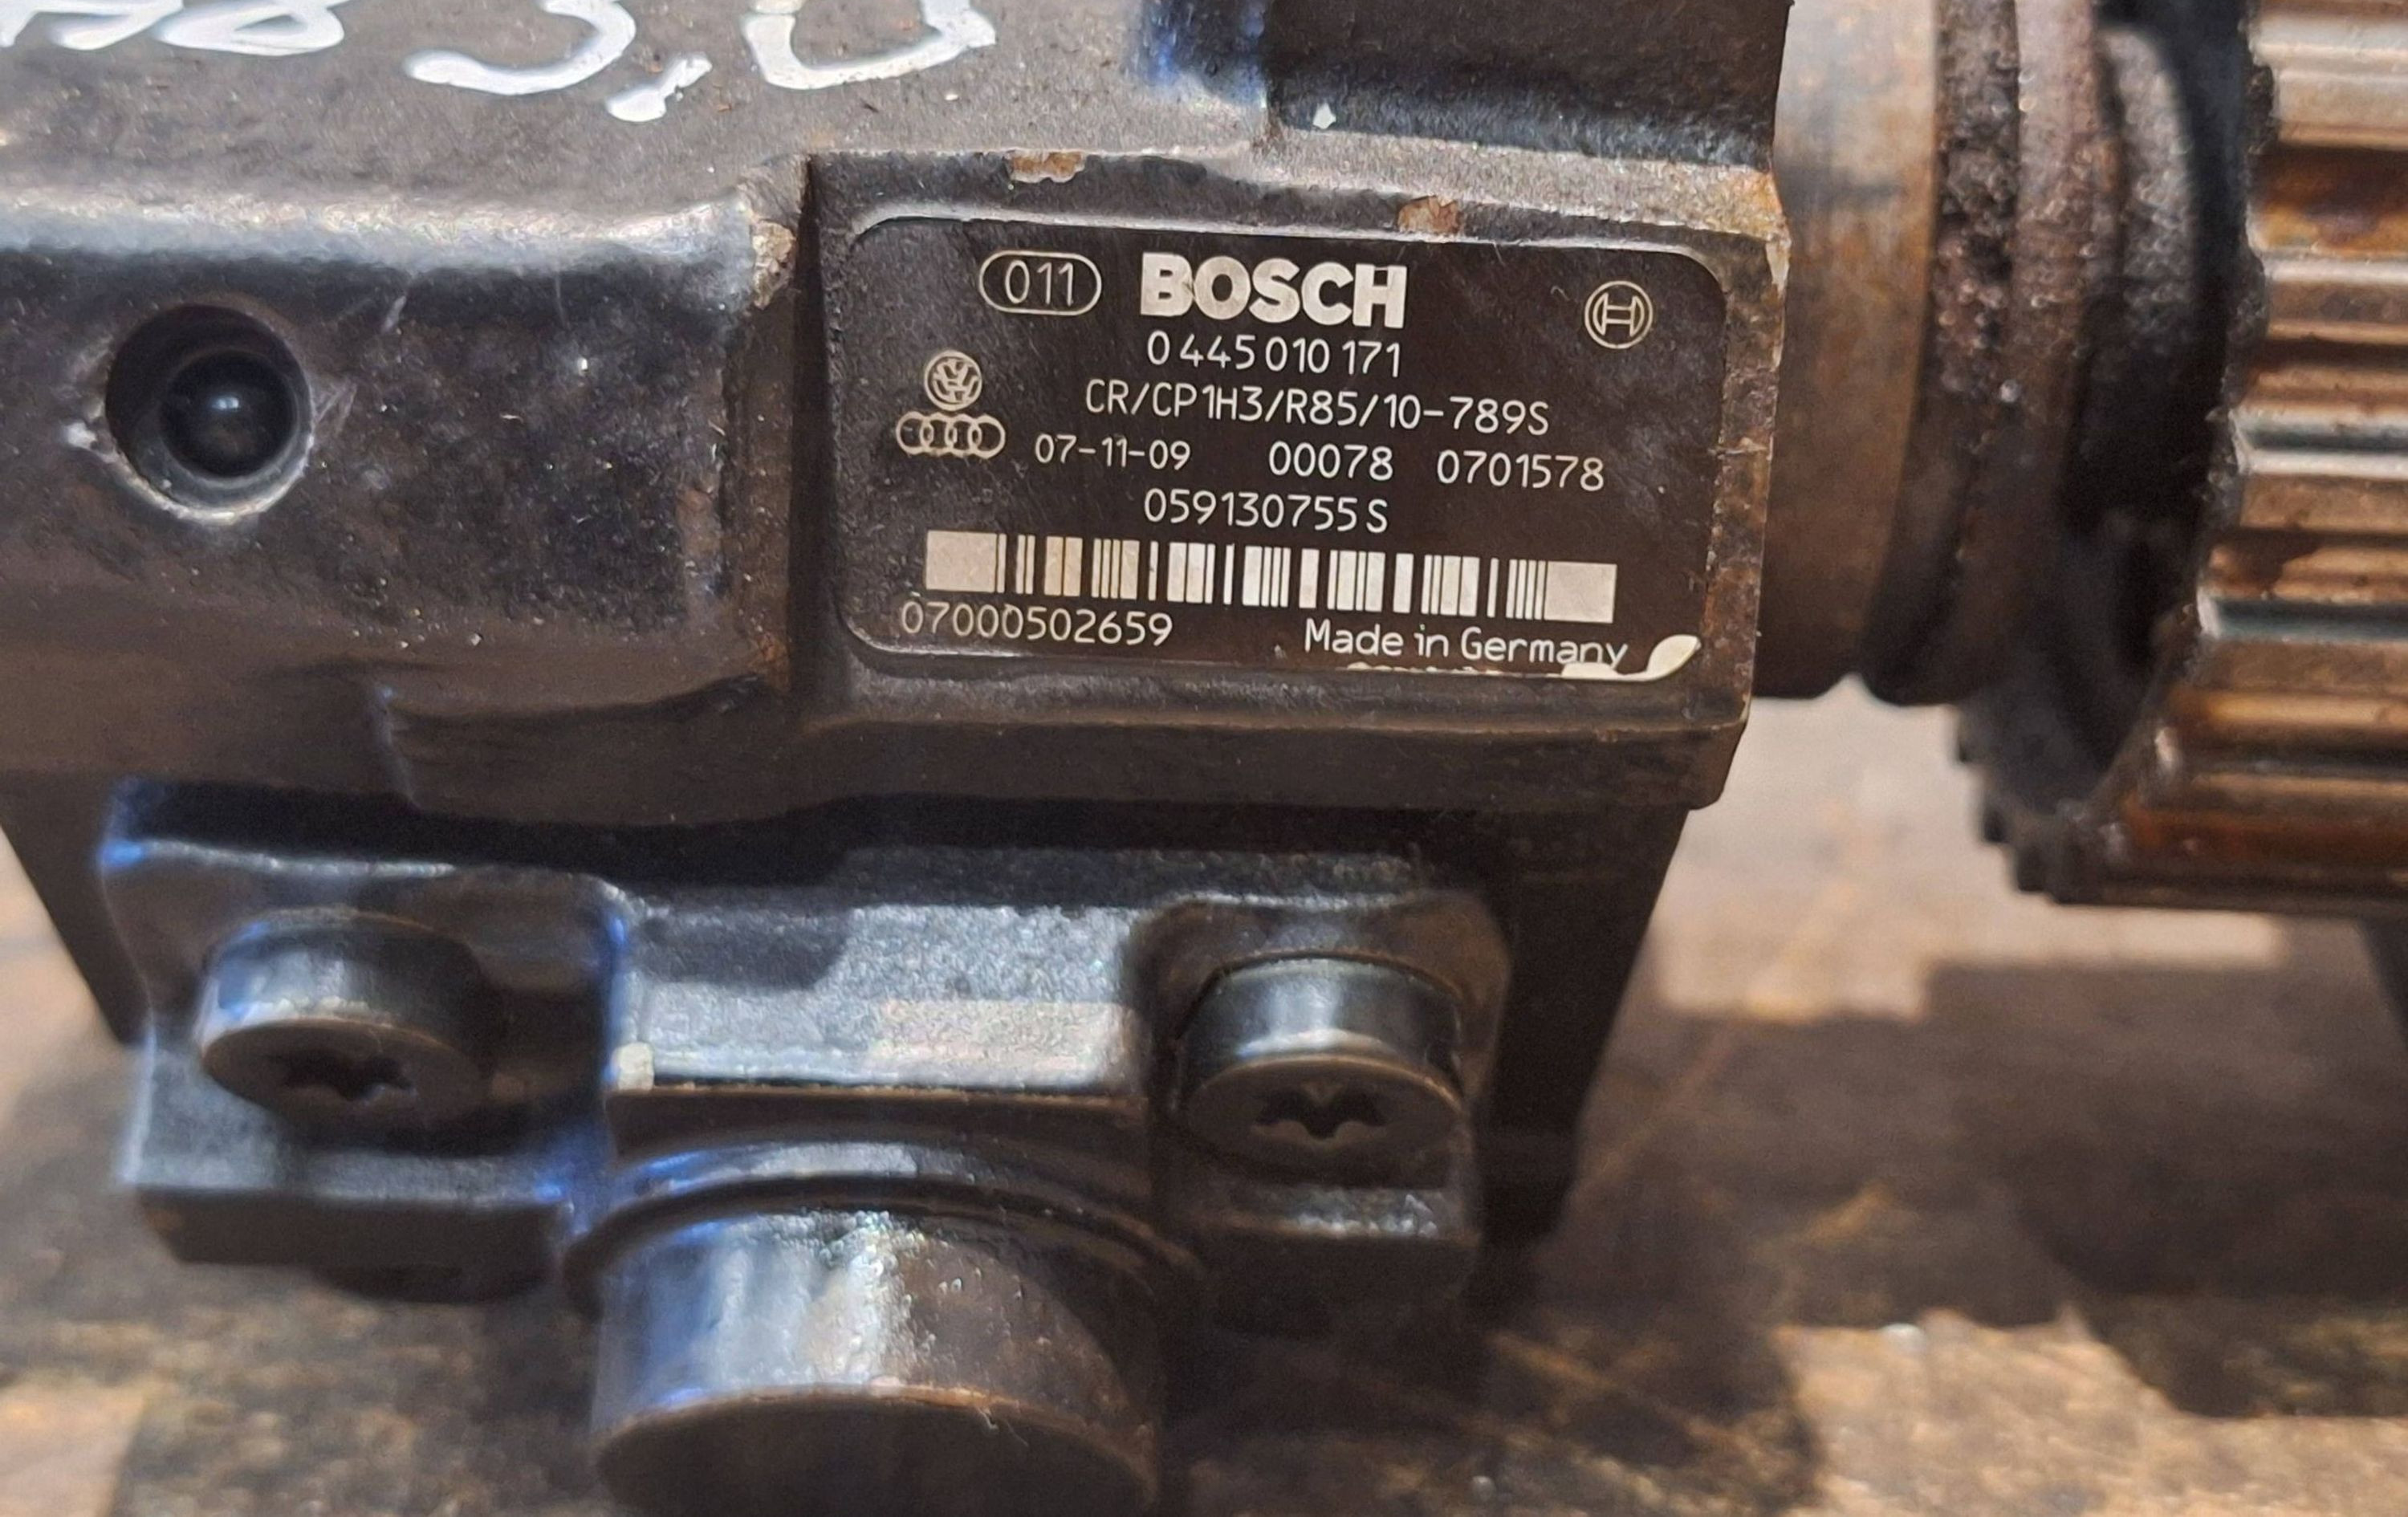 3,0
011 BOSCH
0 445 010 171
CR/CP1H3/R85/10-789S
07-11-09 00078 0701578
059130755 S
07000502659 Made in Germany